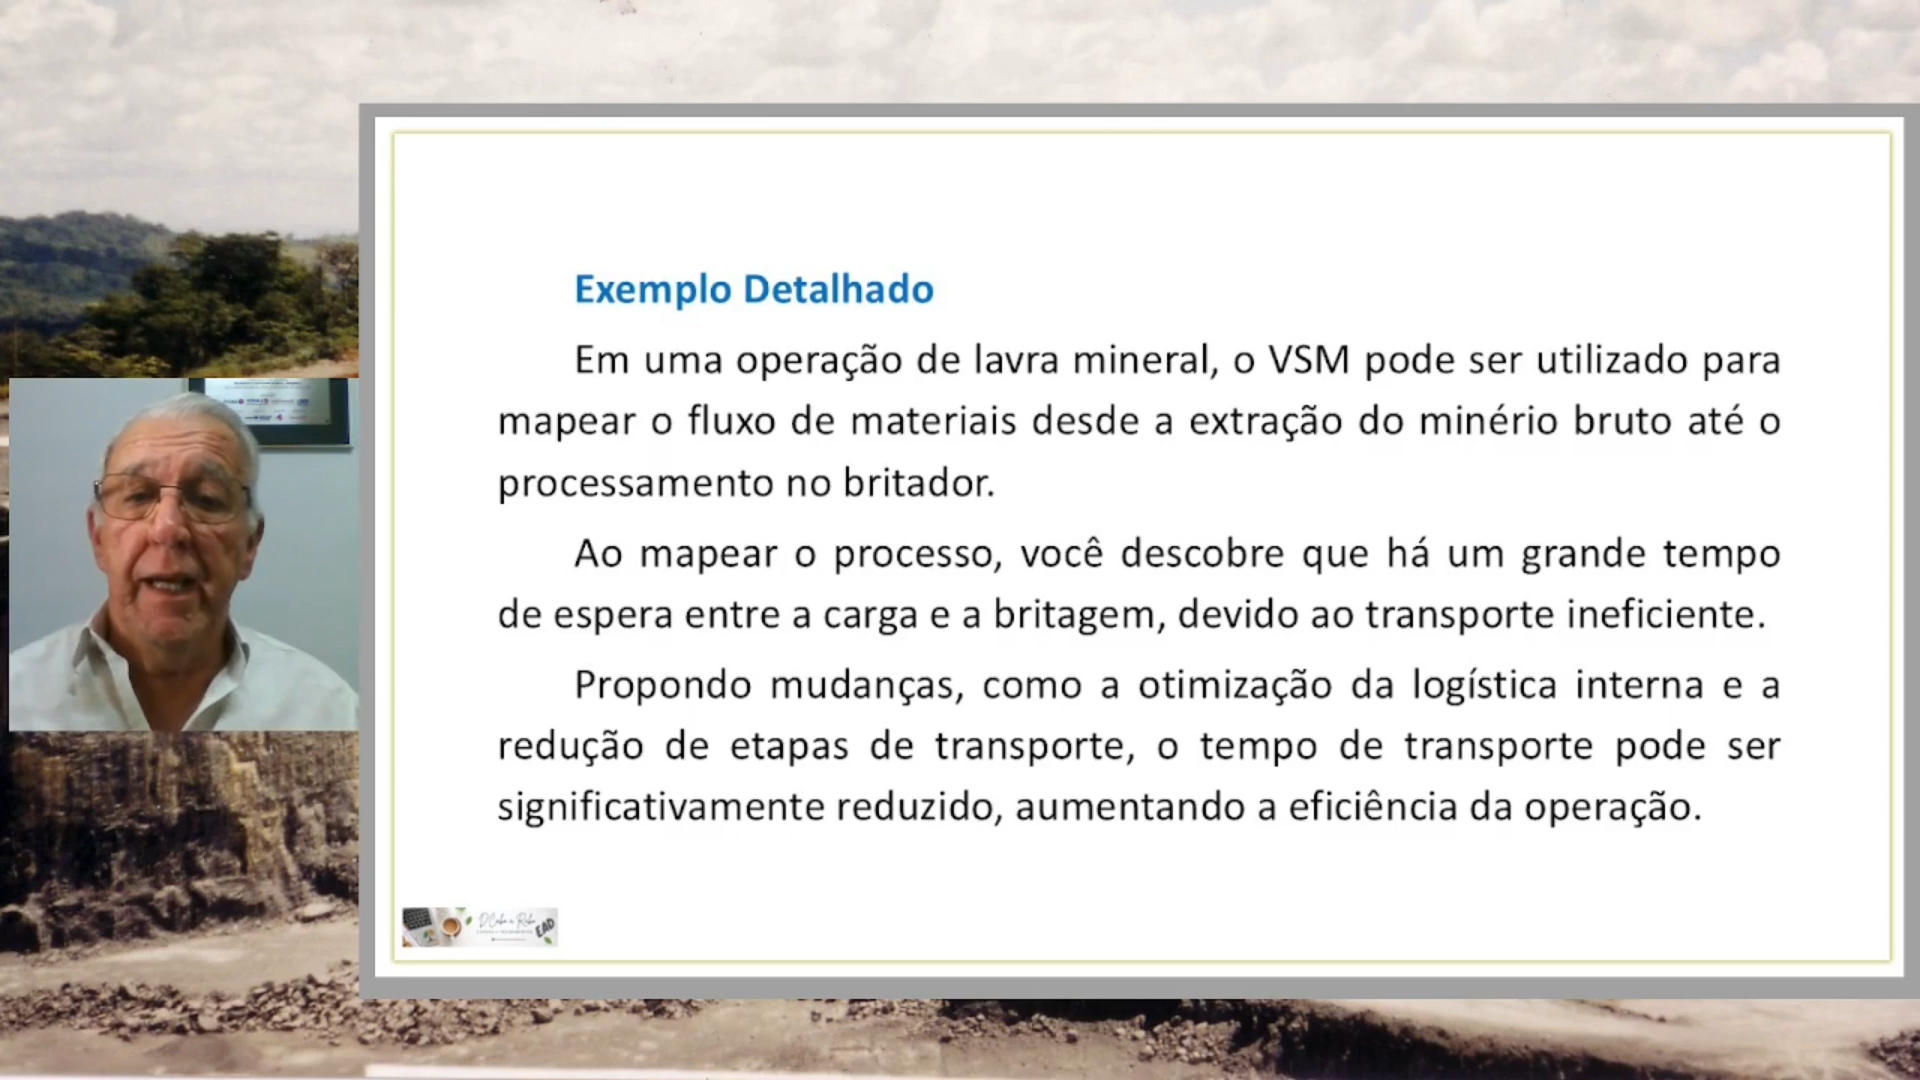 Exemplo Detalhado
Em uma operação de lavra mineral, o VSM pode ser utilizado para
mapear o fluxo de materiais desde a extração do minério bruto até o
processamento no britador.
Ao mapear o processo, você descobre que há um grande tempo
de espera entre a carga e a britagem, devido ao transporte ineficiente.
Propondo mudanças, como a otimização da logística interna e a
redução de etapas de transporte, o tempo de transporte pode ser
significativamente reduzido, aumentando a eficiência da operação.
EAD